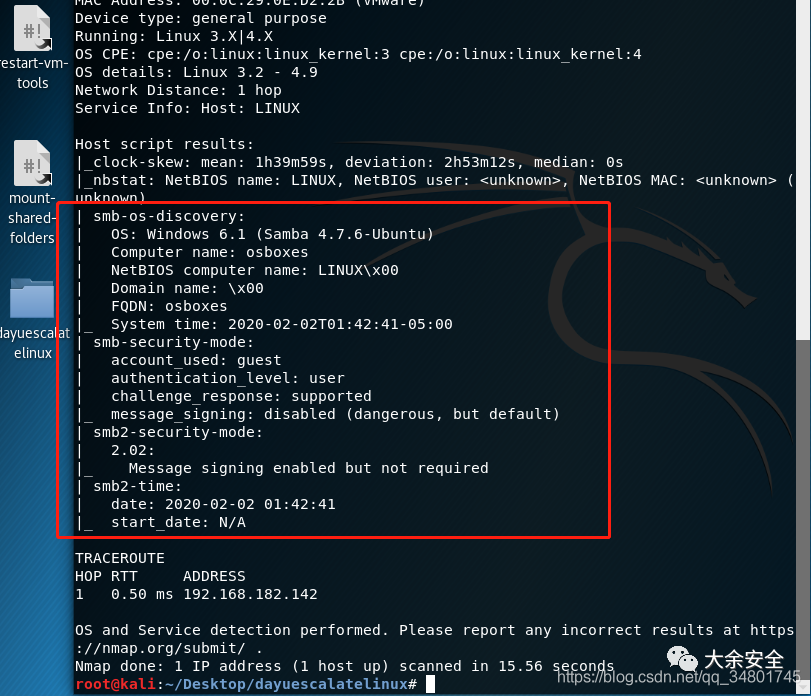 MAC Address: 00:0C:29:0E:D2:2B (VMware)
Device type: general purpose
Running: Linux 3.X|4.X
OS CPE: cpe:/o:linux:linux_kernel:3 cpe:/o:linux:linux_kernel:4
OS details: Linux 3.2 - 4.9
Network Distance: 1 hop
Service Info: Host: LINUX
Host script results:
|_clock-skew: mean: 1h39m59s, deviation: 2h53m12s, median: 0s
|_nbstat: NetBIOS name: LINUX, NetBIOS user: <unknown>, NetBIOS MAC: <unknown> (
unknown)
| smb-os-discovery:
|   OS: Windows 6.1 (Samba 4.7.6-Ubuntu)
|   Computer name: osboxes
|   NetBIOS computer name: LINUX\x00
|   Domain name: \x00
|   FQDN: osboxes
|_  System time: 2020-02-02T01:42:41-05:00
| smb-security-mode:
|   account_used: guest
|   authentication_level: user
|   challenge_response: supported
|_  message_signing: disabled (dangerous, but default)
| smb2-security-mode:
|   2.02:
|_    Message signing enabled but not required
| smb2-time:
|   date: 2020-02-02 01:42:41
|_  start_date: N/A
TRACEROUTE
HOP RTT     ADDRESS
1   0.50 ms 192.168.182.142
OS and Service detection performed. Please report any incorrect results at https
://nmap.org/submit/ .
Nmap done: 1 IP address (1 host up) scanned in 15.56 seconds
root@kali:~/Desktop/dayuescalatelinux#
#!
restart-vm-
tools
#!
mount-
shared-
folders
dayuescalat
elinux
大余安全
https://blog.csdn.net/qq_34801745